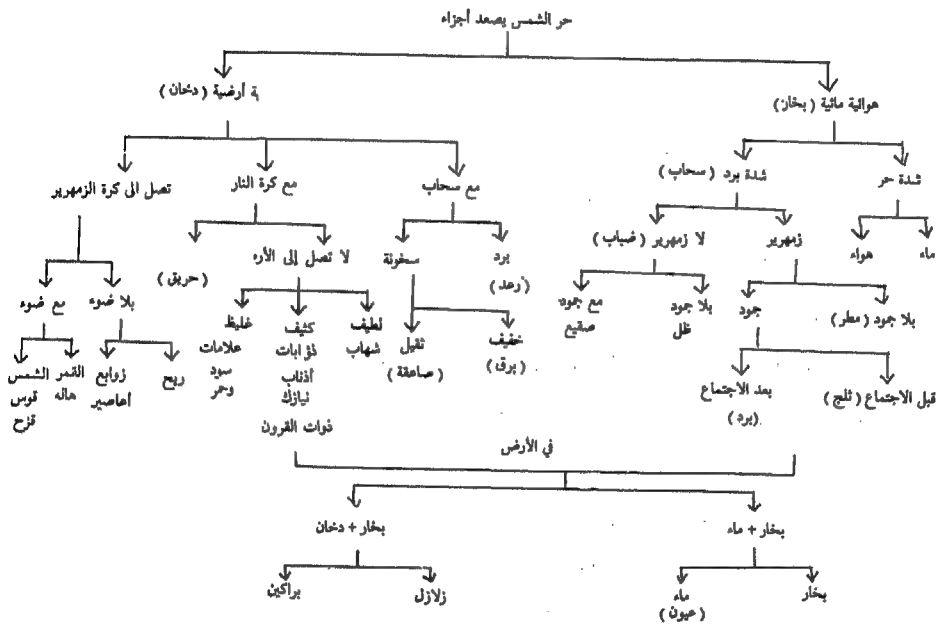 حر الشمس يصعد أجزاء
هوائية مائية (بخار)
ية أرضية (دخان)
شدة حر
شدة برد (سحاب)
مع سحاب
مع كرة النار
تصل الى كرة الزمهرير
ماء
هواء
زمهرير
لا زمهرير (ضباب)
برد
(رعد)
سخونة
لا تصل إلى الأره
(حريق)
بلا جمود (مطر)
جمود
بلا جمود
ظل
مع جمود
صقيع
خفيف
(برق)
ثقيل
(صاعقة)
لطيف
شهاب
كثيف
ذؤابات
أذناب
نيازك
ذوات القرون
غليظ
علامات
سود
وحمر
بلا ضوء
مع ضوء
ريح
زوابع
أعاصير
القمر
هاله
الشمس
قوس
قزح
قبل الاجتماع (ثلج)
بعد الاجتماع
(برد)
في الأرض
بخار + ماء
بخار + دخان
بخار
ماء
(عيون)
زلازل
براكين